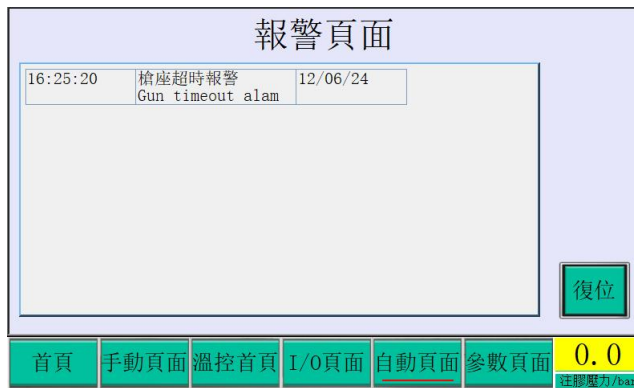 報警頁面
16:25:20 槍座超時報警 12/06/24
Gun timeout alam
復位
首頁 手動頁面 溫控首頁 I/O頁面 自動頁面 參數頁面 0.0
注膠壓力/bar